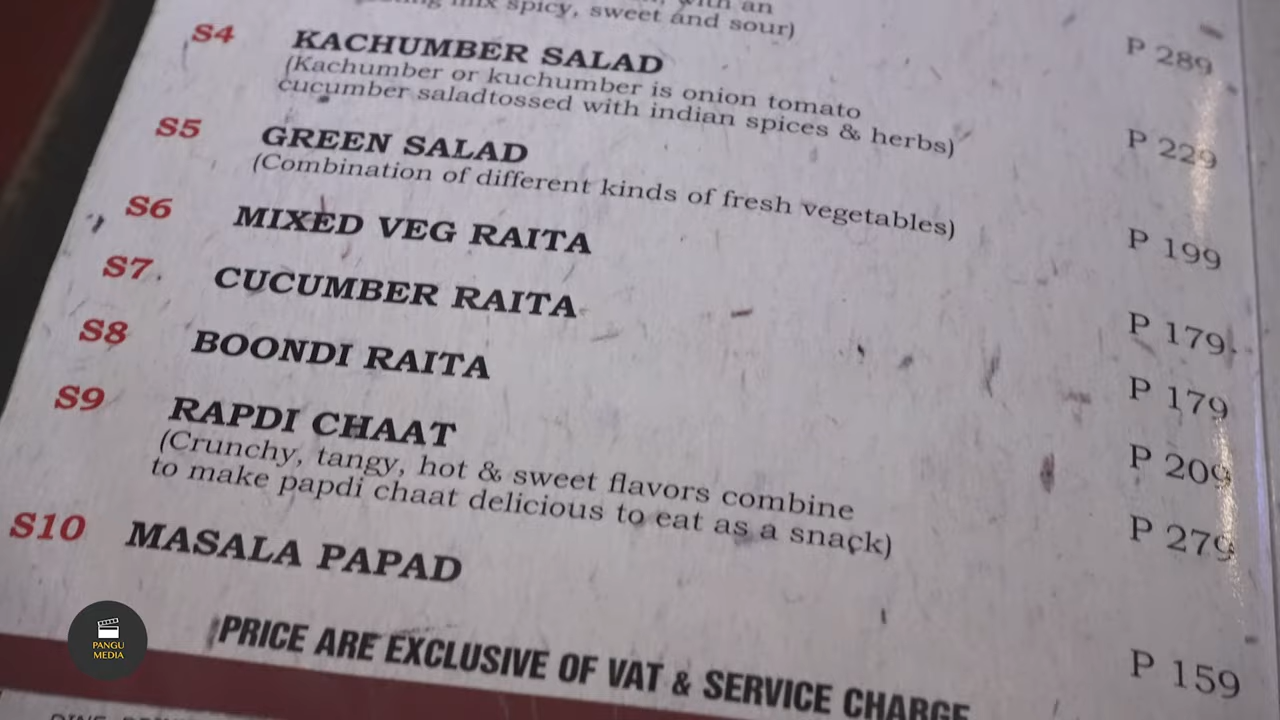 with an
mix spicy, sweet and sour) P 289
S4 KACHUMBER SALAD P 229
(Kachumber or kuchumber is onion tomato
cucumber saladtossed with indian spices & herbs)
S5 GREEN SALAD P 199
(Combination of different kinds of fresh vegetables)
S6 MIXED VEG RAITA P 179
S7 CUCUMBER RAITA P 179
S8 BOONDI RAITA P 209
S9 RAPDI CHAAT P 279
(Crunchy, tangy, hot & sweet flavors combine
to make papdi chaat delicious to eat as a snack)
S10 MASALA PAPAD P 159
PRICE ARE EXCLUSIVE OF VAT & SERVICE CHARGE
PANGU
MEDIA